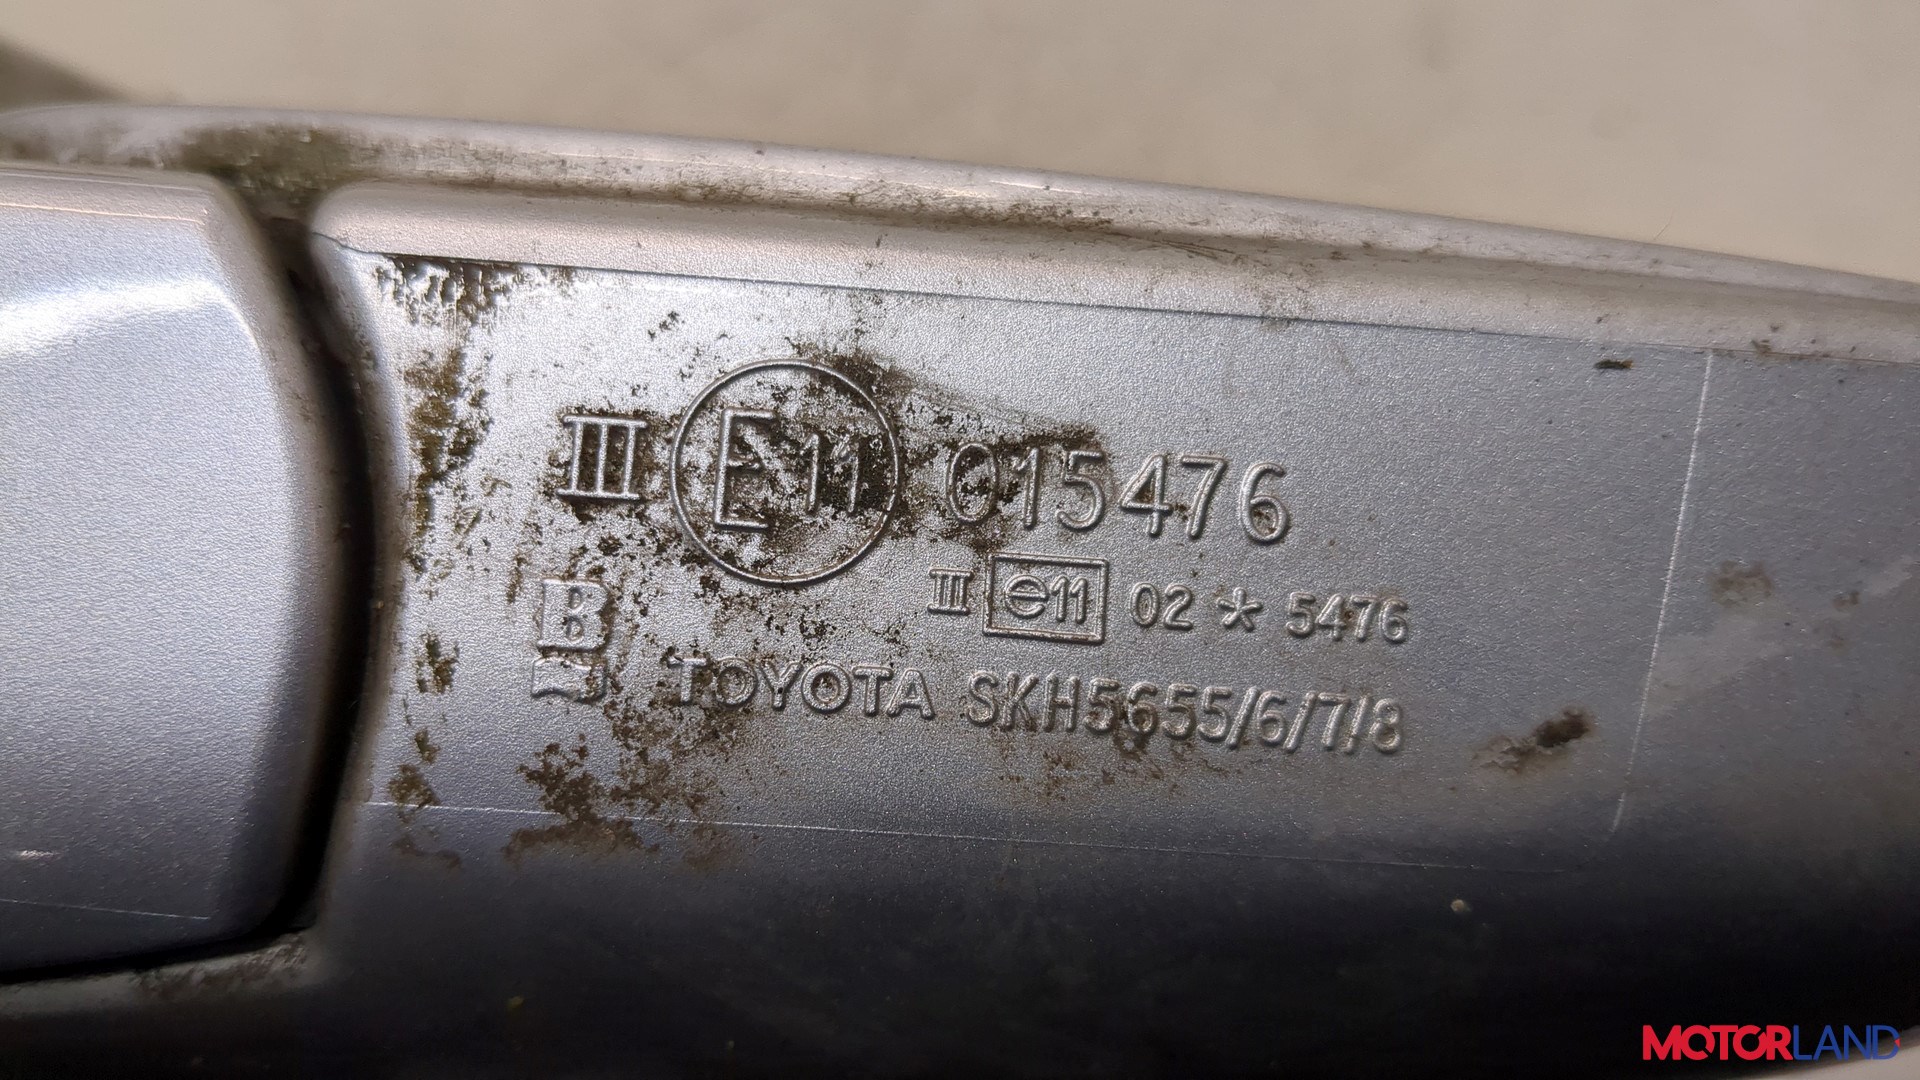 III E11 015476
III e11 02 * 5476
B
TOYOTA SKH5655/6/7/8
MOTORLAND